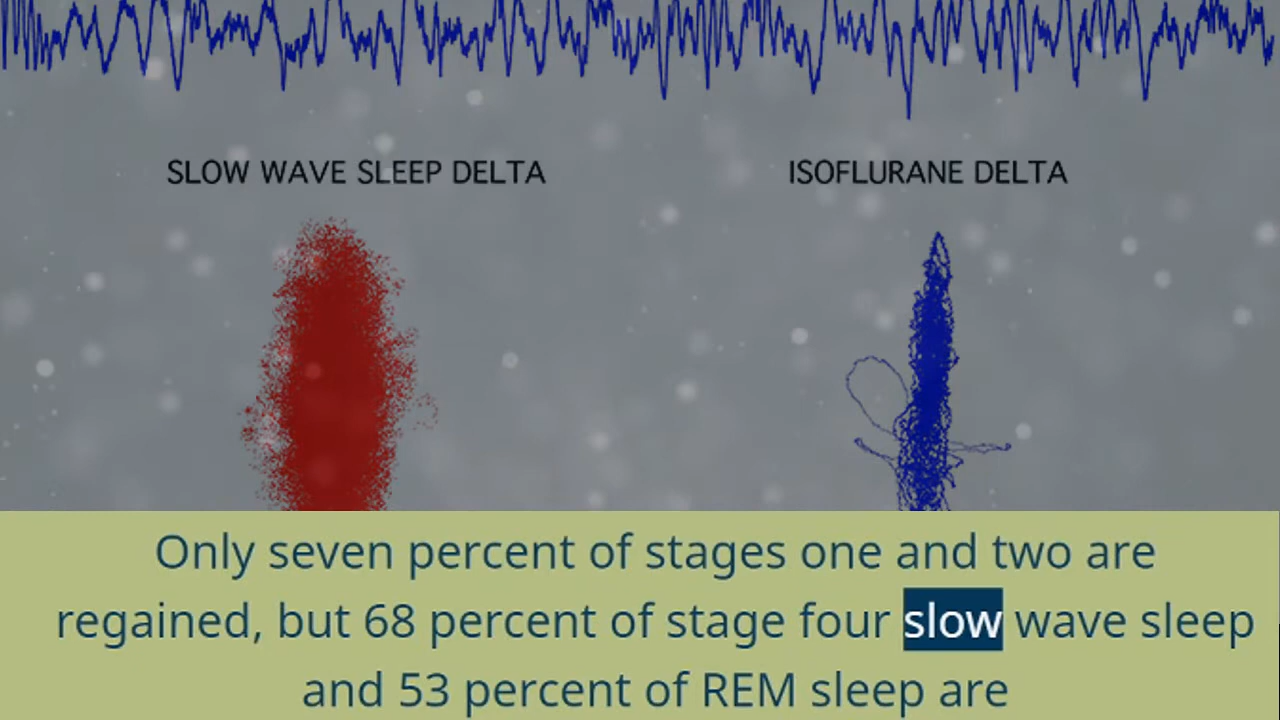 SLOW WAVE SLEEP DELTA
ISOFLURANE DELTA
Only seven percent of stages one and two are
regained, but 68 percent of stage four slow wave sleep
and 53 percent of REM sleep are